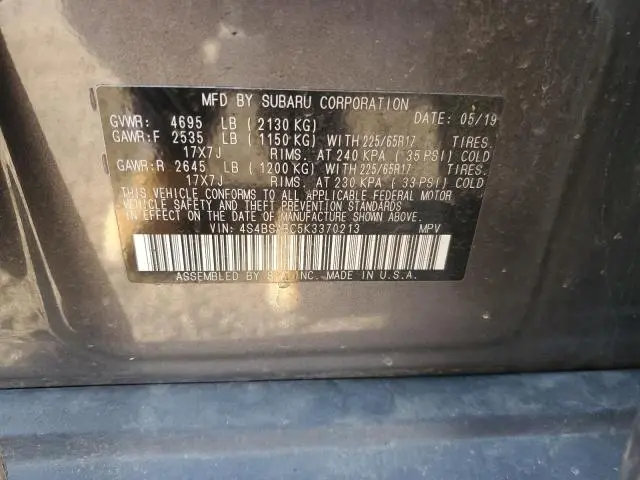 MFD BY SUBARU CORPORATION DATE: 05/19
GVWR: 4695 LB (2130 KG)
GAWR:F 2535 LB (1150 KG) WITH 225/65R17 TIRES.
17X7J RIMS. AT 240 KPA (35 PSI) COLD
GAWR:R 2645 LB (1200 KG) WITH 225/65R17 TIRES.
17X7J RIMS. AT 230 KPA (33 PSI) COLD
THIS VEHICLE CONFORMS TO ALL APPLICABLE FEDERAL MOTOR
VEHICLE SAFETY AND THEFT PREVENTION STANDARDS
IN EFFECT ON THE DATE OF MANUFACTURE SHOWN ABOVE.
VIN: MPV
ASSEMBLED BY INC. MADE IN U.S.A.